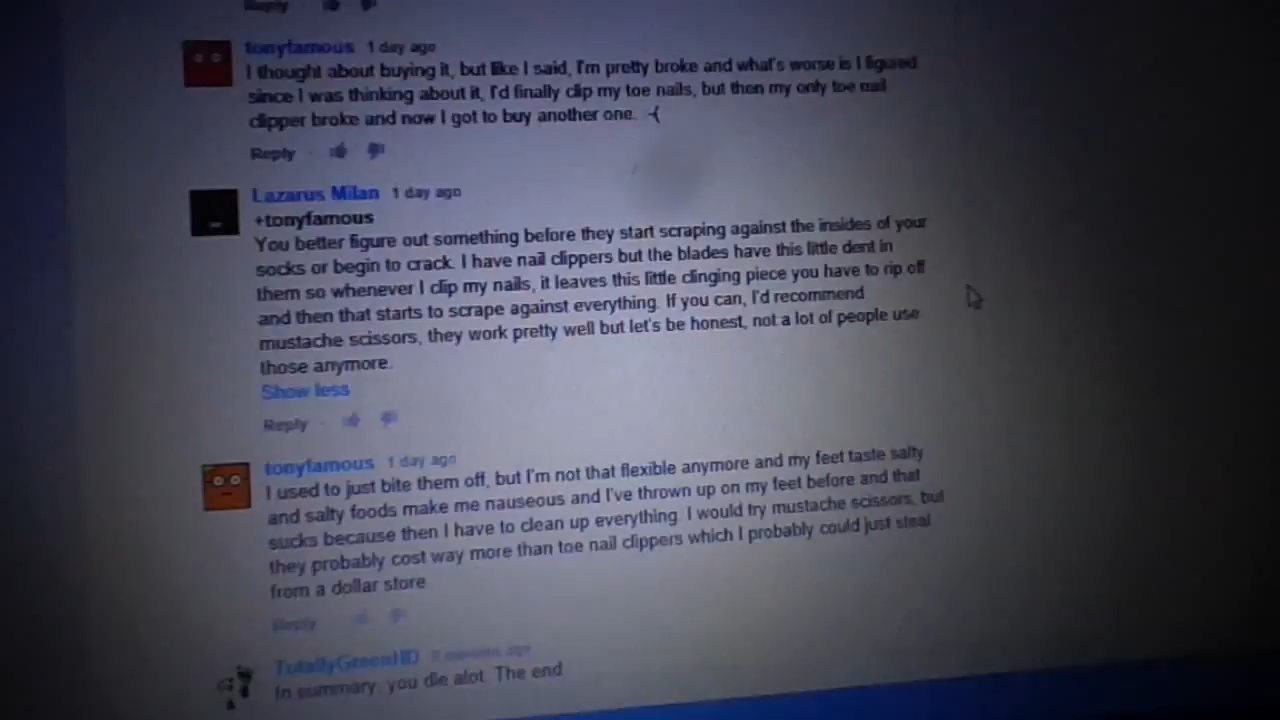 Reply
tonyfamous 1 day ago
I thought about buying it, but like I said, I'm pretty broke and what's worse is I figured
since I was thinking about it, I'd finally clip my toe nails, but then my only toe nail
clipper broke and now I got to buy another one. :-(
Reply
Lazarus Milan 1 day ago
+tonyfamous
You better figure out something before they start scraping against the insides of your
socks or begin to crack. I have nail clippers but the blades have this little dent in
them so whenever I clip my nails, it leaves this little clinging piece you have to rip off
and then that starts to scrape against everything. If you can, I'd recommend
mustache scissors, they work pretty well but let's be honest, not a lot of people use
those anymore.
Show less
Reply
tonyfamous 1 day ago
I used to just bite them off, but I'm not that flexible anymore and my feet taste salty
and salty foods make me nauseous and I've thrown up on my feet before and that
sucks because then I have to clean up everything. I would try mustache scissors, but
they probably cost way more than toe nail clippers which I probably could just steal
from a dollar store
Reply
TutallyGreenHD minutes ago
In summary, you die alot. The end